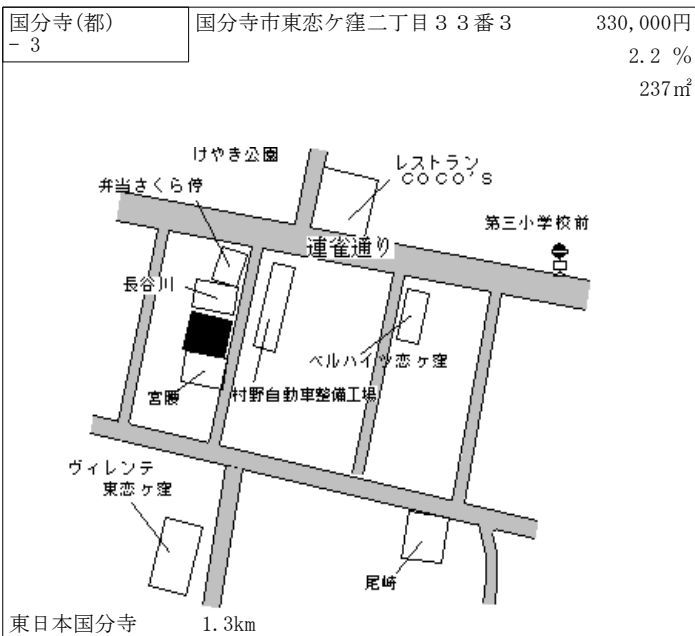 国分寺(都)
- 3
国分寺市東恋ケ窪二丁目３３番３
330,000円
2.2 %
237㎡
けやき公園
レストラン
ＣＯＣＯ’Ｓ
弁当さくら停
第三小学校前
連雀通り
長谷川
ベルハイツ恋ヶ窪
宮腰
村野自動車整備工場
ヴィレンテ
東恋ヶ窪
尾崎
東日本国分寺
1.3km